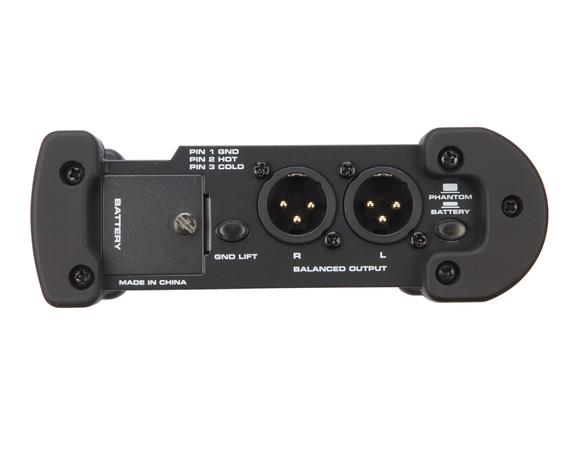 PIN 1 GND
PIN 2 HOT
PIN 3 COLD
BATTERY
GND LIFT
R
L
BALANCED OUTPUT
PHANTOM
BATTERY
MADE IN CHINA